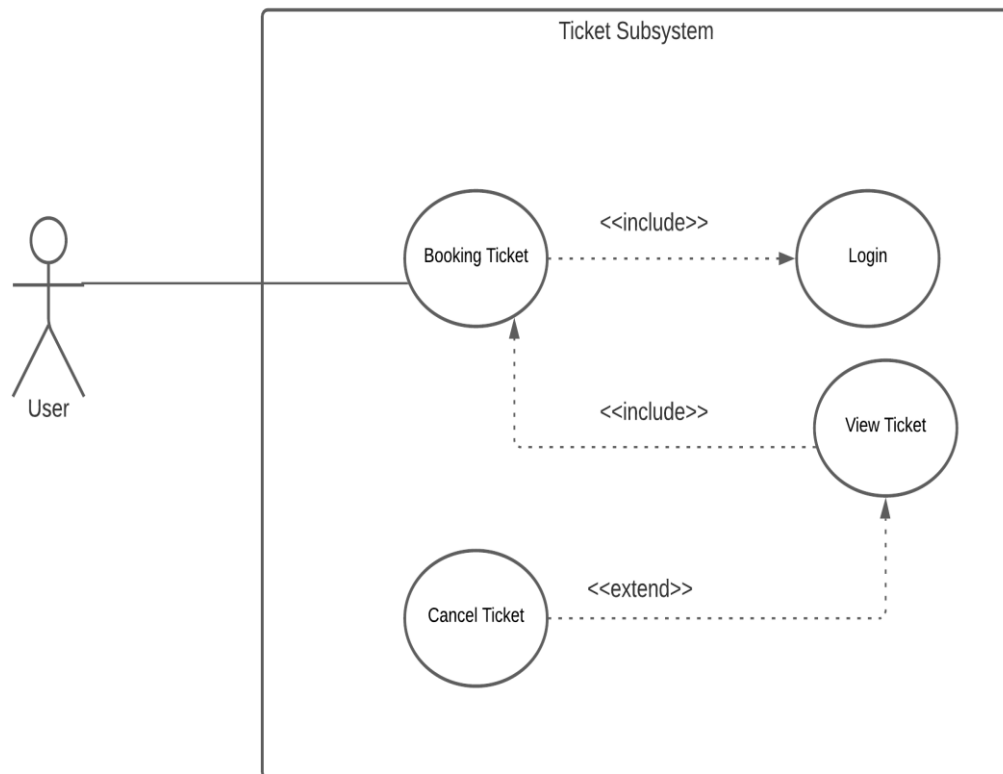 Ticket Subsystem
<<include>>
Booking Ticket
Login
User
<<include>>
View Ticket
<<extend>>
Cancel Ticket